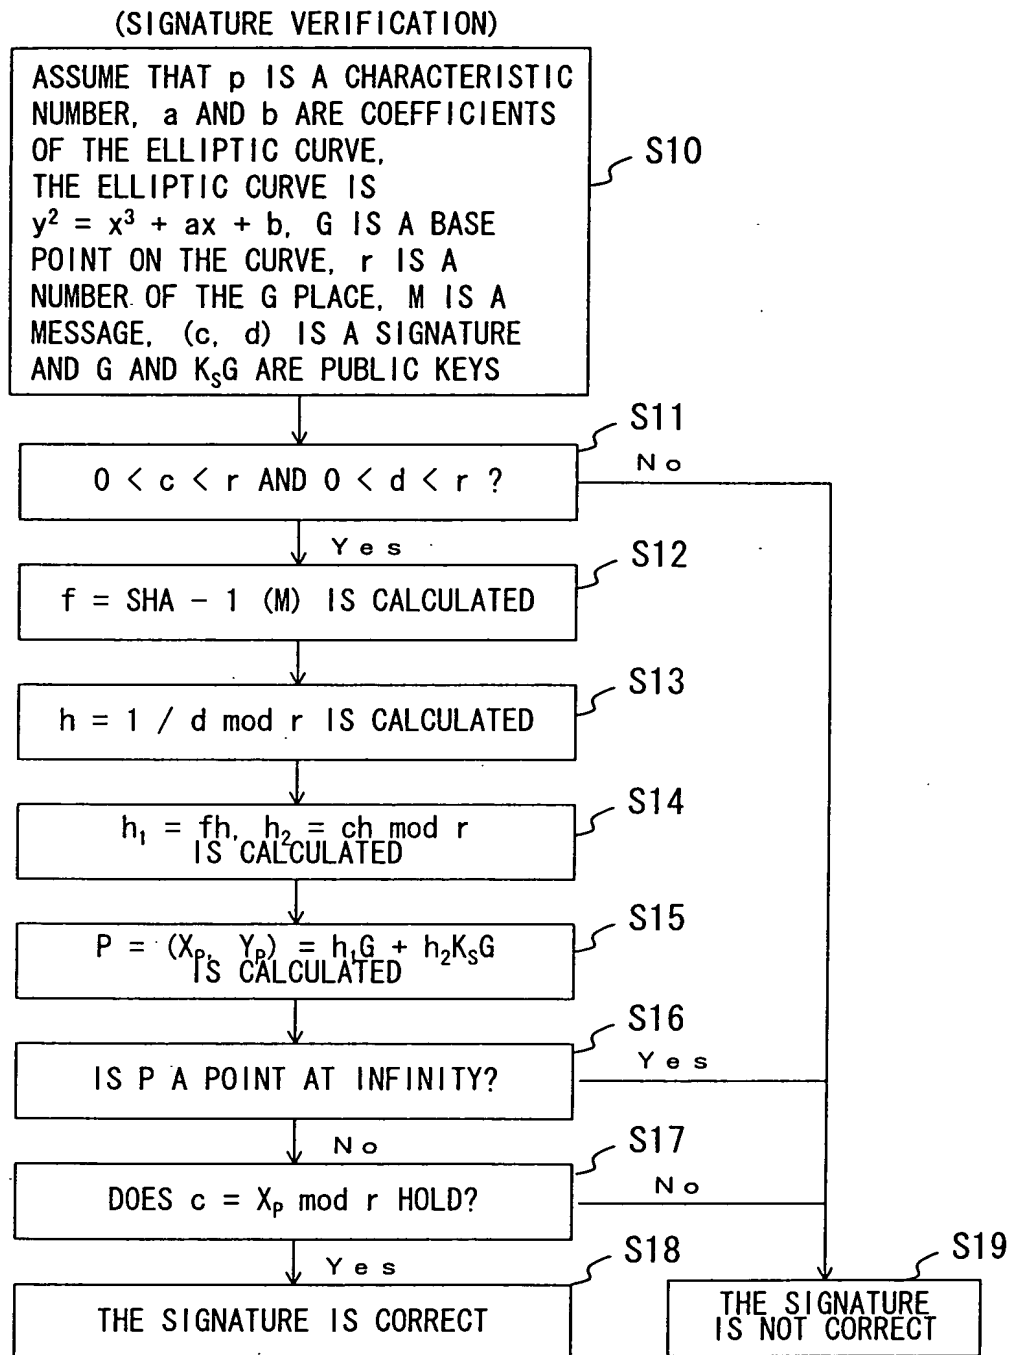 (SIGNATURE VERIFICATION)
ASSUME THAT p IS A CHARACTERISTIC
NUMBER, a AND b ARE COEFFICIENTS
OF THE ELLIPTIC CURVE,
THE ELLIPTIC CURVE IS
y² = x³ + ax + b, G IS A BASE
POINT ON THE CURVE, r IS A
NUMBER OF THE G PLACE, M IS A
MESSAGE, (c, d) IS A SIGNATURE
AND G AND KₛG ARE PUBLIC KEYS
S10
S11
0 < c < r AND 0 < d < r ?
No
Yes
S12
f = SHA - 1 (M) IS CALCULATED
S13
h = 1 / d mod r IS CALCULATED
S14
h₁ = fh, h₂ = ch mod r
IS CALCULATED
S15
P = (Xₚ, Yₚ) = h₁G + h₂KₛG
IS CALCULATED
S16
IS P A POINT AT INFINITY?
Yes
No
S17
DOES c = Xₚ mod r HOLD?
No
Yes
S18
THE SIGNATURE IS CORRECT
S19
THE SIGNATURE
IS NOT CORRECT